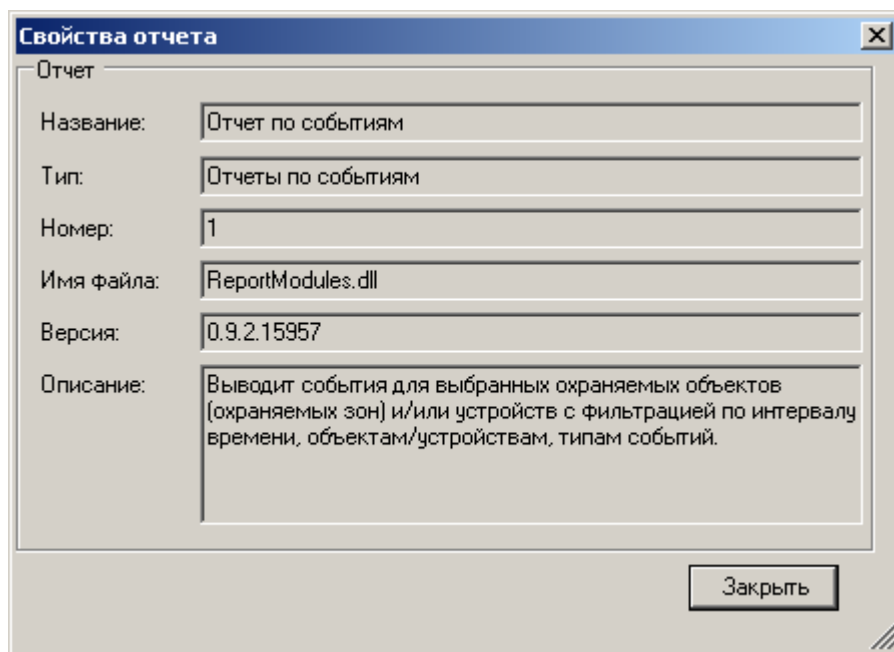 Свойства отчета
Отчет
Название: Отчет по событиям
Тип: Отчеты по событиям
Номер: 1
Имя файла: ReportModules.dll
Версия: 0.9.2.15957
Описание: Выводит события для выбранных охраняемых объектов
(охраняемых зон) и/или устройств с фильтрацией по интервалу
времени, объектам/устройствам, типам событий.
Закрыть